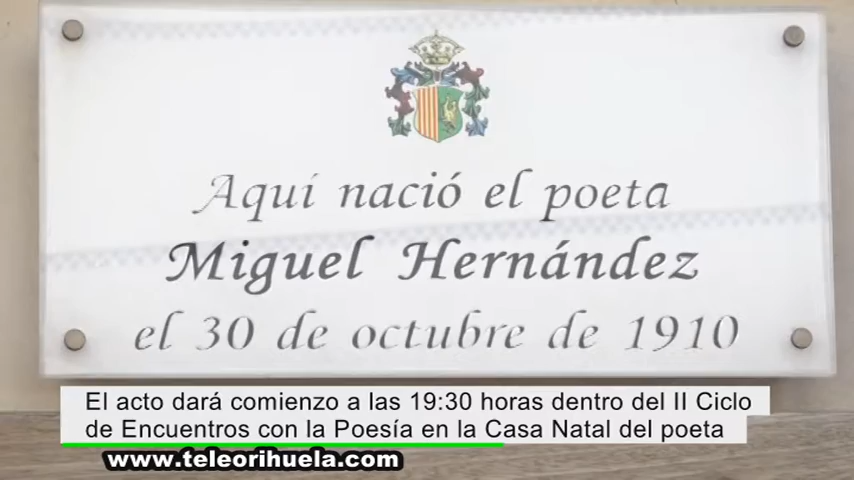 Aquí nació el poeta
Miguel Hernández
el 30 de octubre de 1910
El acto dará comienzo a las 19:30 horas dentro del II Ciclo
de Encuentros con la Poesía en la Casa Natal del poeta
www.teleorihuela.com